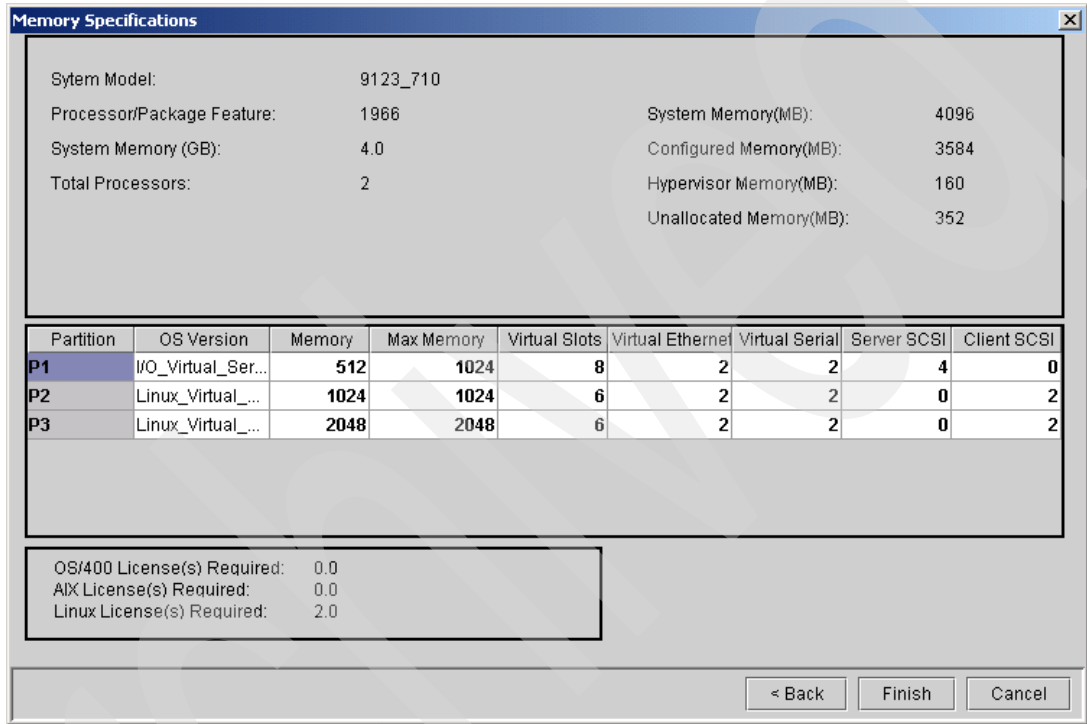 Memory Specifications
Sytem Model: 9123_710
Processor/Package Feature: 1966 System Memory(MB): 4096
System Memory (GB): 4.0 Configured Memory(MB): 3584
Total Processors: 2 Hypervisor Memory(MB): 160
Unallocated Memory(MB): 352
Partition OS Version Memory Max Memory Virtual Slots Virtual Ethernet Virtual Serial Server SCSI Client SCSI
P1 I/O_Virtual_Ser... 512 1024 8 2 2 4 0
P2 Linux_Virtual_... 1024 1024 6 2 2 0 2
P3 Linux_Virtual_... 2048 2048 6 2 2 0 2
OS/400 License(s) Required: 0.0
AIX License(s) Required: 0.0
Linux License(s) Required: 2.0
< Back Finish Cancel